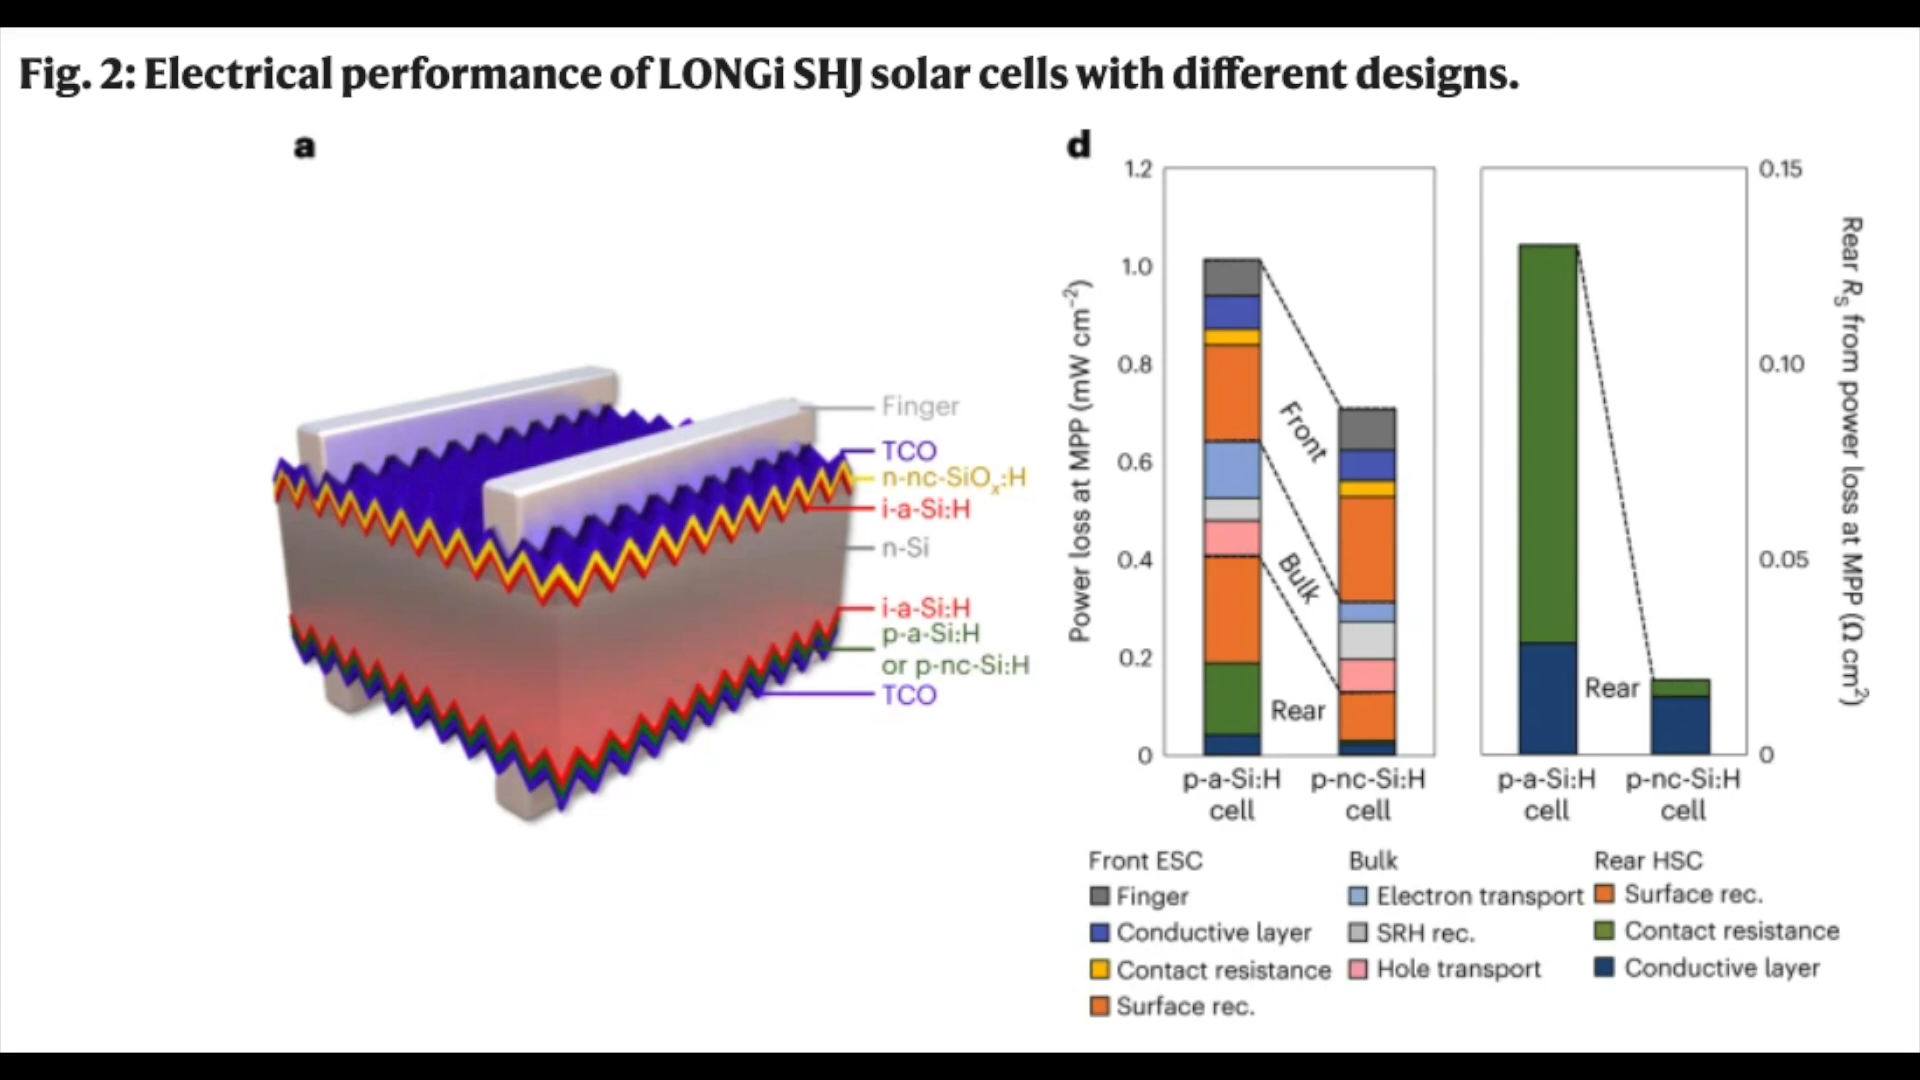 Fig. 2: Electrical performance of LONGi SHJ solar cells with different designs.
a
Finger
TCO
n-nc-SiOₓ:H
i-a-Si:H
n-Si
i-a-Si:H
p-a-Si:H
or p-nc-Si:H
TCO
d
Power loss at MPP (mW cm⁻²)
1.2
1.0
0.8
0.6
0.4
0.2
0
Front
Bulk
Rear
p-a-Si:H
cell
p-nc-Si:H
cell
Rear
p-a-Si:H
cell
p-nc-Si:H
cell
0.15
0.10
0.05
0
Rear Rₛ from power loss at MPP (Ω cm²)
Front ESC
Finger
Conductive layer
Contact resistance
Surface rec.
Bulk
Electron transport
SRH rec.
Hole transport
Rear HSC
Surface rec.
Contact resistance
Conductive layer